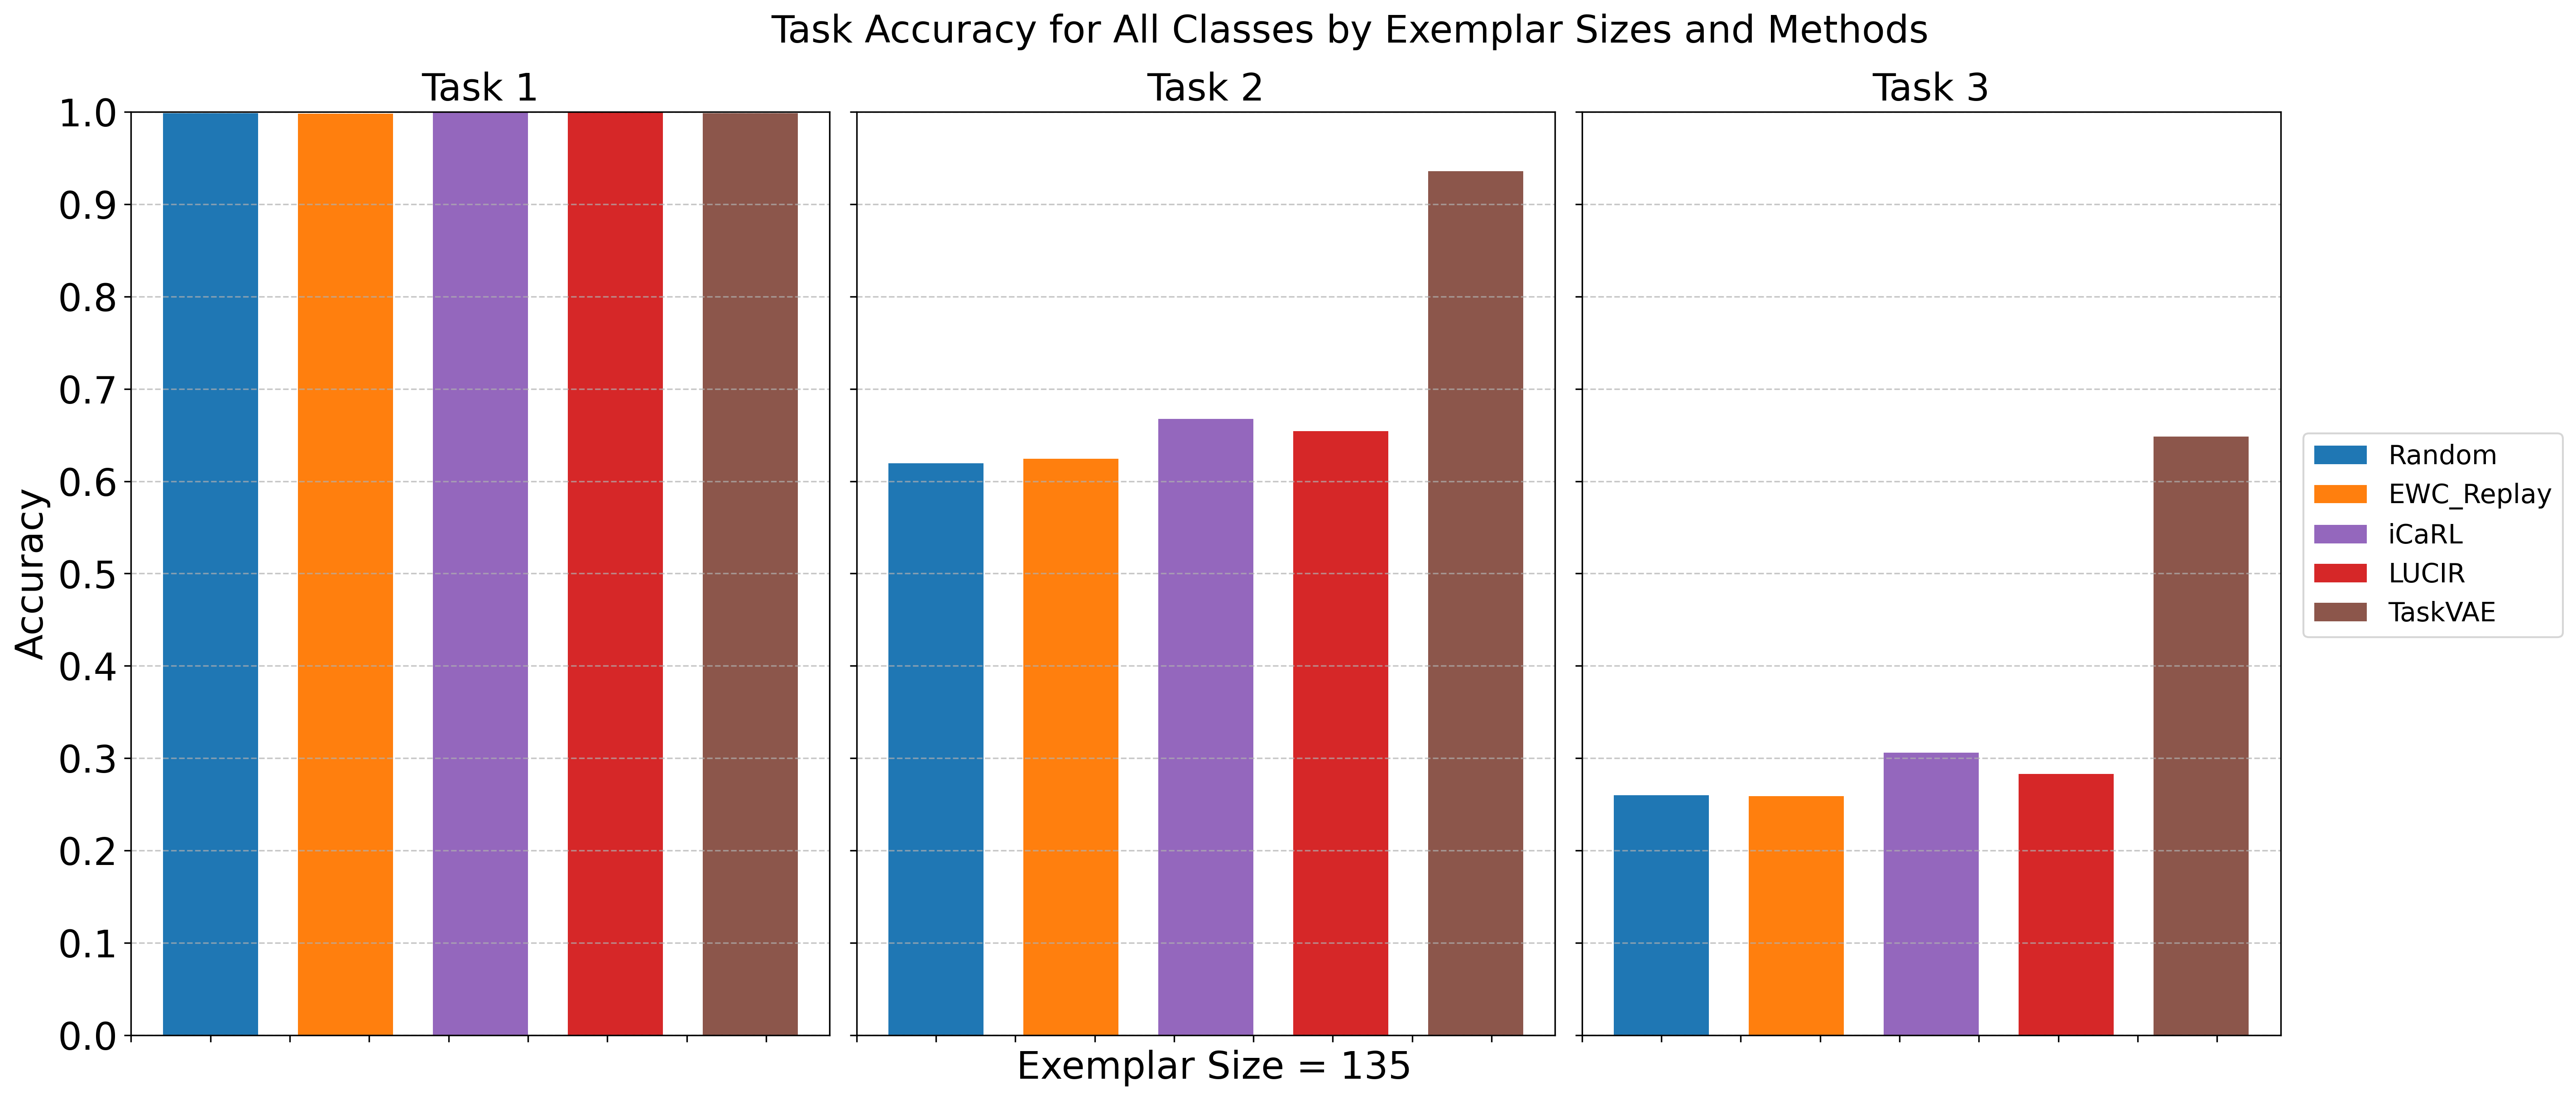 Task Accuracy for All Classes by Exemplar Sizes and Methods
Task 1
Task 2
Task 3
1.0
0.9
0.8
0.7
0.6
0.5
0.4
0.3
0.2
0.1
0.0
Accuracy
Exemplar Size = 135
Random
EWC_Replay
iCaRL
LUCIR
TaskVAE